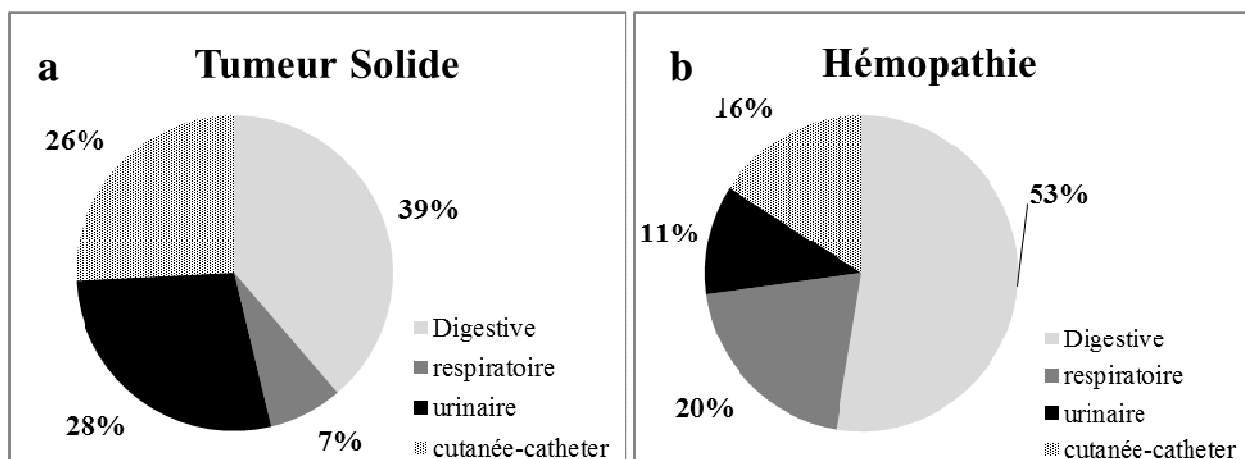 a
Tumeur Solide
26%
39%
28%
7%
Digestive
respiratoire
urinaire
cutanée-catheter
b
Hémopathie
16%
53%
11%
20%
Digestive
respiratoire
urinaire
cutanée-catheter